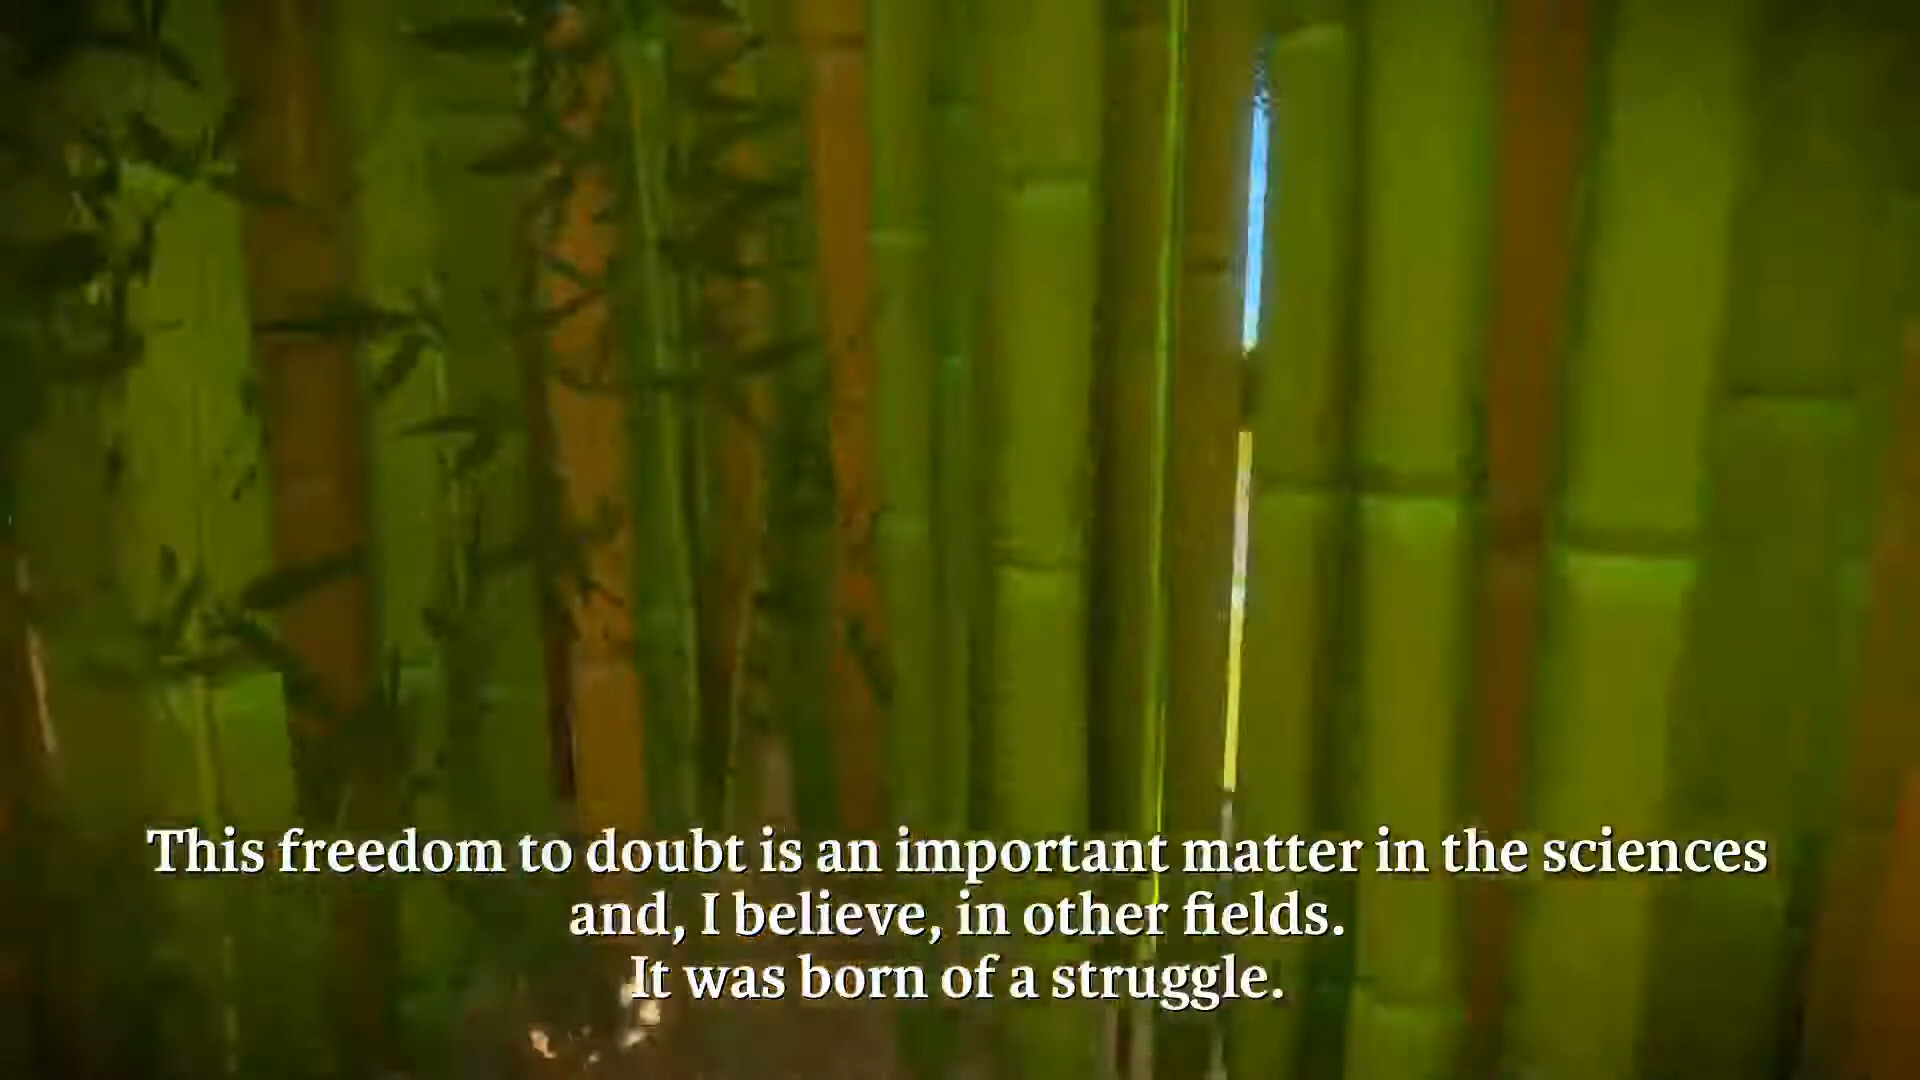 This freedom to doubt is an important matter in the sciences
and, I believe, in other fields.
It was born of a struggle.